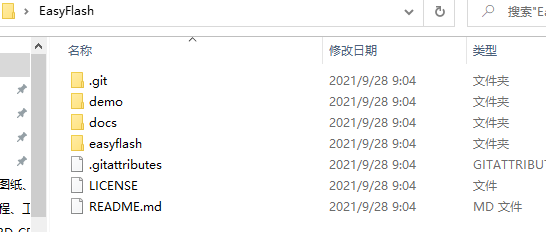 EasyFlash
搜索"E
名称 修改日期 类型
.git 2021/9/28 9:04 文件夹
demo 2021/9/28 9:04 文件夹
docs 2021/9/28 9:04 文件夹
easyflash 2021/9/28 9:04 文件夹
.gitattributes 2021/9/28 9:04 GITATTRIBUT
图纸、 LICENSE 2021/9/28 9:04 文件
程、工 README.md 2021/9/28 9:04 MD 文件